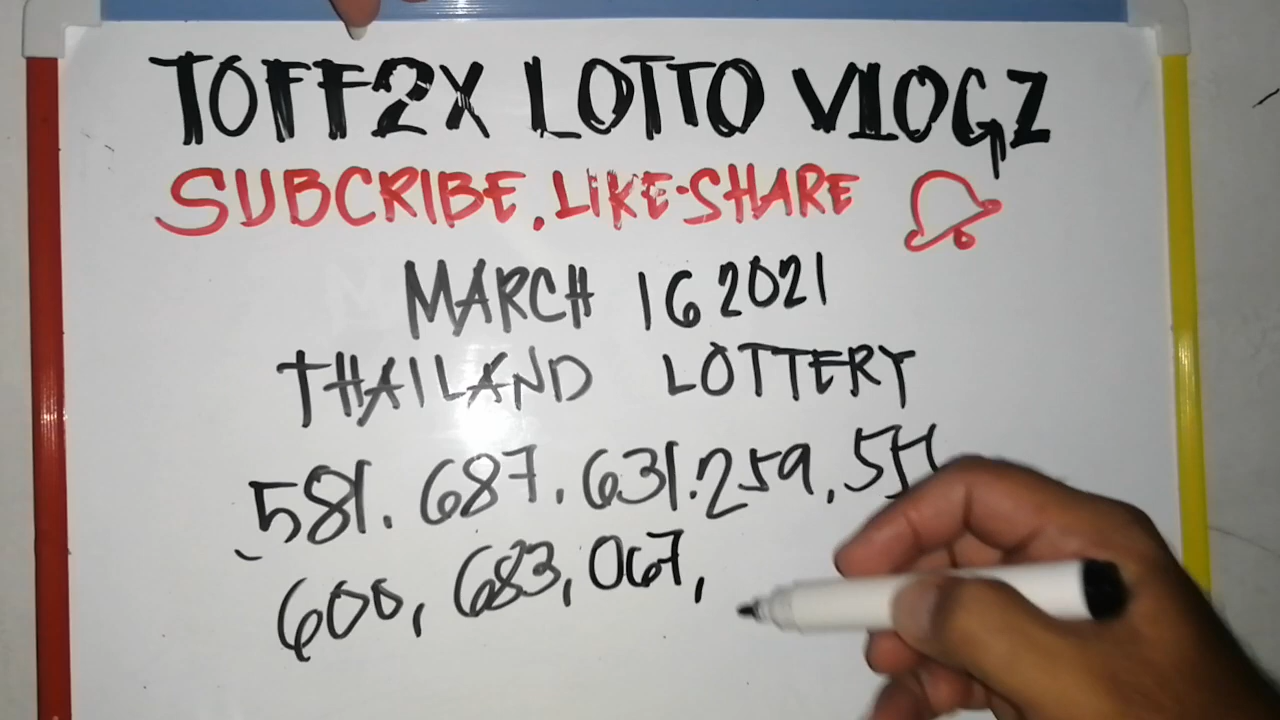 TOFF2X LOTTO VLOGZ
SUBCRIBE.LIKE-SHARE
MARCH 16 2021
THAILAND LOTTERY
581. 687. 631. 259.
600, 683, 067,